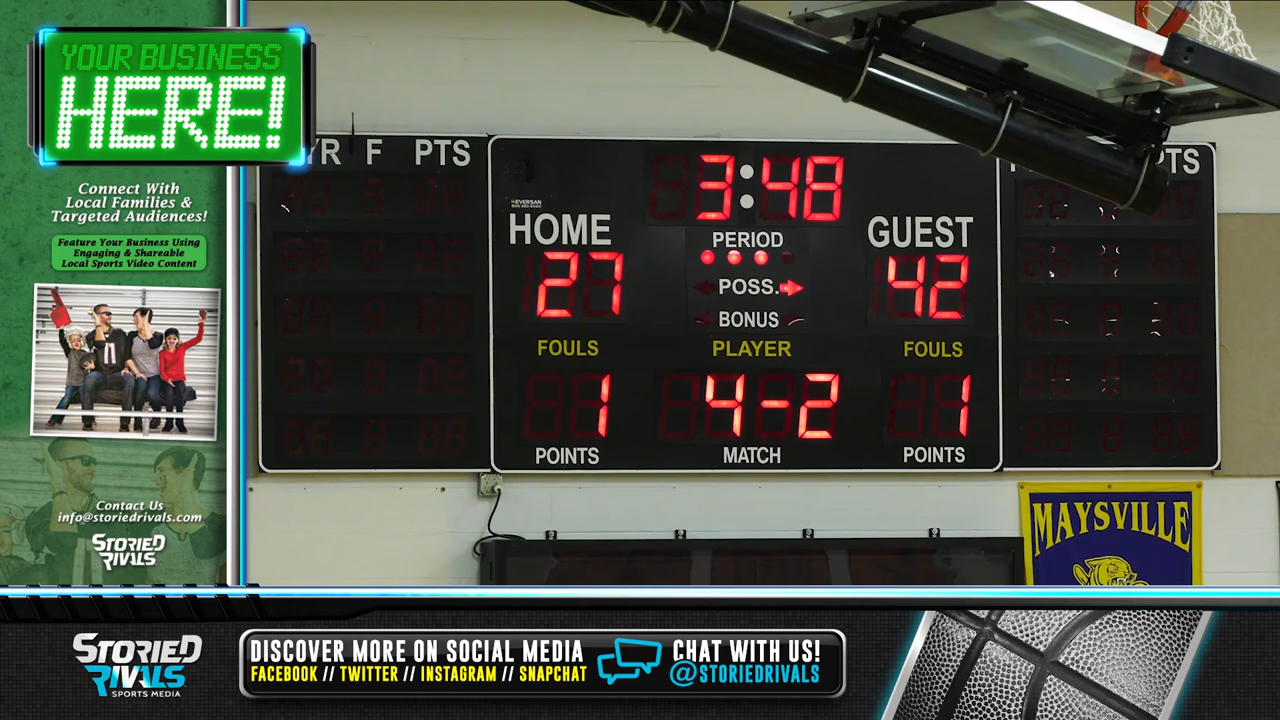 YOUR BUSINESS
HERE!
Connect With
Local Families &
Targeted Audiences!
Feature Your Business Using
Engaging & Shareable
Local Sports Video Content
Contact Us
info@storiedrivals.com
STORIED
RIVALS
YR F PTS
3:48
PTS
EVERSAN
HOME
PERIOD
GUEST
27
POSS.
42
BONUS
FOULS
PLAYER
FOULS
1
4-2
1
POINTS
MATCH
POINTS
MAYSVILLE
STORIED
RIVALS
SPORTS MEDIA
DISCOVER MORE ON SOCIAL MEDIA
FACEBOOK // TWITTER // INSTAGRAM // SNAPCHAT
CHAT WITH US!
@STORIEDRIVALS